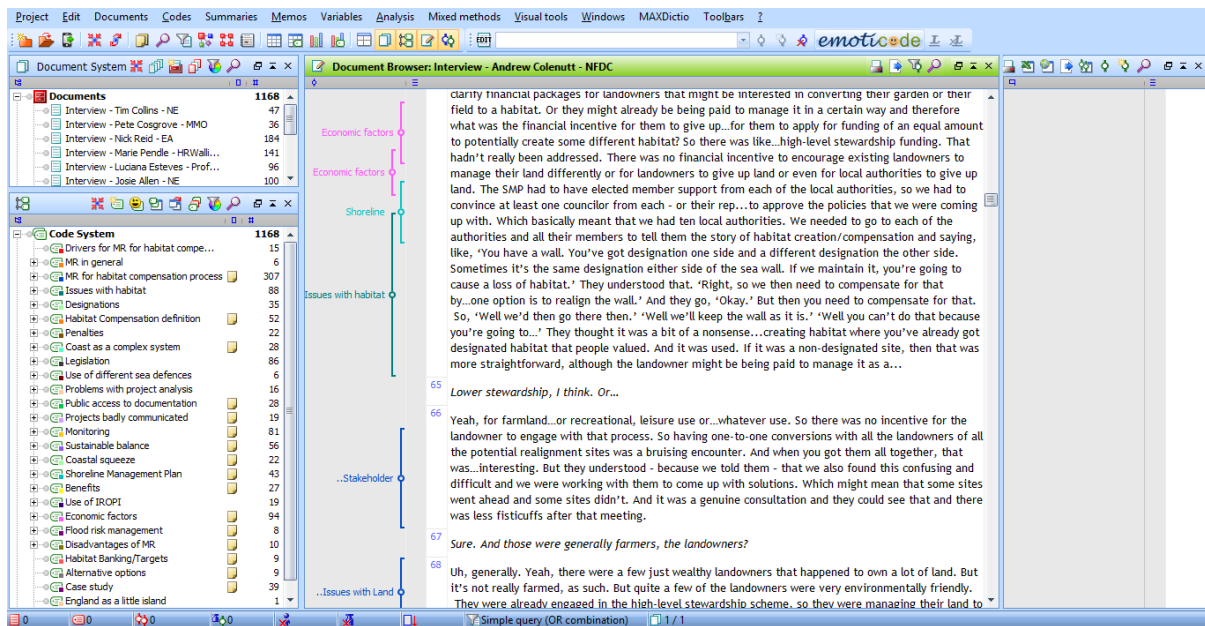 Project Edit Documents Codes Summaries Memos Variables Analysis Mixed methods Visual tools Windows MAXDictio Toolbars ?
EDIT emoticode
Document System
Documents 1168
Interview - Tim Collins - NE 47
Interview - Pete Cosgrove - MMO 36
Interview - Nick Reid - EA 184
Interview - Marie Pendle - HRWalli... 141
Interview - Luciana Esteves - Prof... 96
Interview - Josie Allen - NE 100
Code System 1168
Drivers for MR for habitat compe... 15
MR in general 6
MR for habitat compensation process 307
Issues with habitat 88
Designations 35
Habitat Compensation definition 52
Penalties 22
Coast as a complex system 28
Legislation 86
Use of different sea defences 6
Problems with project analysis 16
Public access to documentation 28
Projects badly communicated 19
Monitoring 81
Sustainable balance 56
Coastal squeeze 22
Shoreline Management Plan 43
Benefits 27
Use of IROPI 19
Economic factors 94
Flood risk management 8
Disadvantages of MR 10
Habitat Banking/Targets 9
Alternative options 9
Case study 39
England as a little island 1
Document Browser: Interview - Andrew Colenutt - NFDC
Economic factors
Economic factors
Shoreline
Issues with habitat
..Stakeholder
..Issues with Land
clarify financial packages for landowners that might be interested in converting their garden or their
field to a habitat. Or they might already be being paid to manage it in a certain way and therefore
what was the financial incentive for them to give up...for them to apply for funding of an equal amount
to potentially create some different habitat? So there was like...high-level stewardship funding. That
hadn't really been addressed. There was no financial incentive to encourage existing landowners to
manage their land differently or for landowners to give up land or even for local authorities to give up
land. The SMP had to have elected member support from each of the local authorities, so we had to
convince at least one councilor from each - or their rep...to approve the policies that we were coming
up with. Which basically meant that we had ten local authorities. We needed to go to each of the
authorities and all their members to tell them the story of habitat creation/compensation and saying,
like, 'You have a wall. You've got designation one side and a different designation the other side.
Sometimes it's the same designation either side of the sea wall. If we maintain it, you're going to
cause a loss of habitat.' They understood that. 'Right, so we then need to compensate for that
by...one option is to realign the wall.' And they go, 'Okay.' But then you need to compensate for that.
So, 'Well we'd then go there then.' 'Well we'll keep the wall as it is.' 'Well you can't do that because
you're going to...' They thought it was a bit of a nonsense...creating habitat where you've already got
designated habitat that people valued. And it was used. If it was a non-designated site, then that was
more straightforward, although the landowner might be being paid to manage it as a...
65 Lower stewardship, I think. Or...
66 Yeah, for farmland...or recreational, leisure use or...whatever use. So there was no incentive for the
landowner to engage with that process. So having one-to-one conversions with all the landowners of all
the potential realignment sites was a bruising encounter. And when you got them all together, that
was...interesting. But they understood - because we told them - that we also found this confusing and
difficult and we were working with them to come up with solutions. Which might mean that some sites
went ahead and some sites didn't. And it was a genuine consultation and they could see that and there
was less fisticuffs after that meeting.
67 Sure. And those were generally farmers, the landowners?
68 Uh, generally. Yeah, there were a few just wealthy landowners that happened to own a lot of land. But
it's not really farmed, as such. But quite a few of the landowners were very environmentally friendly.
They were already engaged in the high-level stewardship scheme, so they were managing their land to
0 0 0 0 Simple query (OR combination) 1 / 1